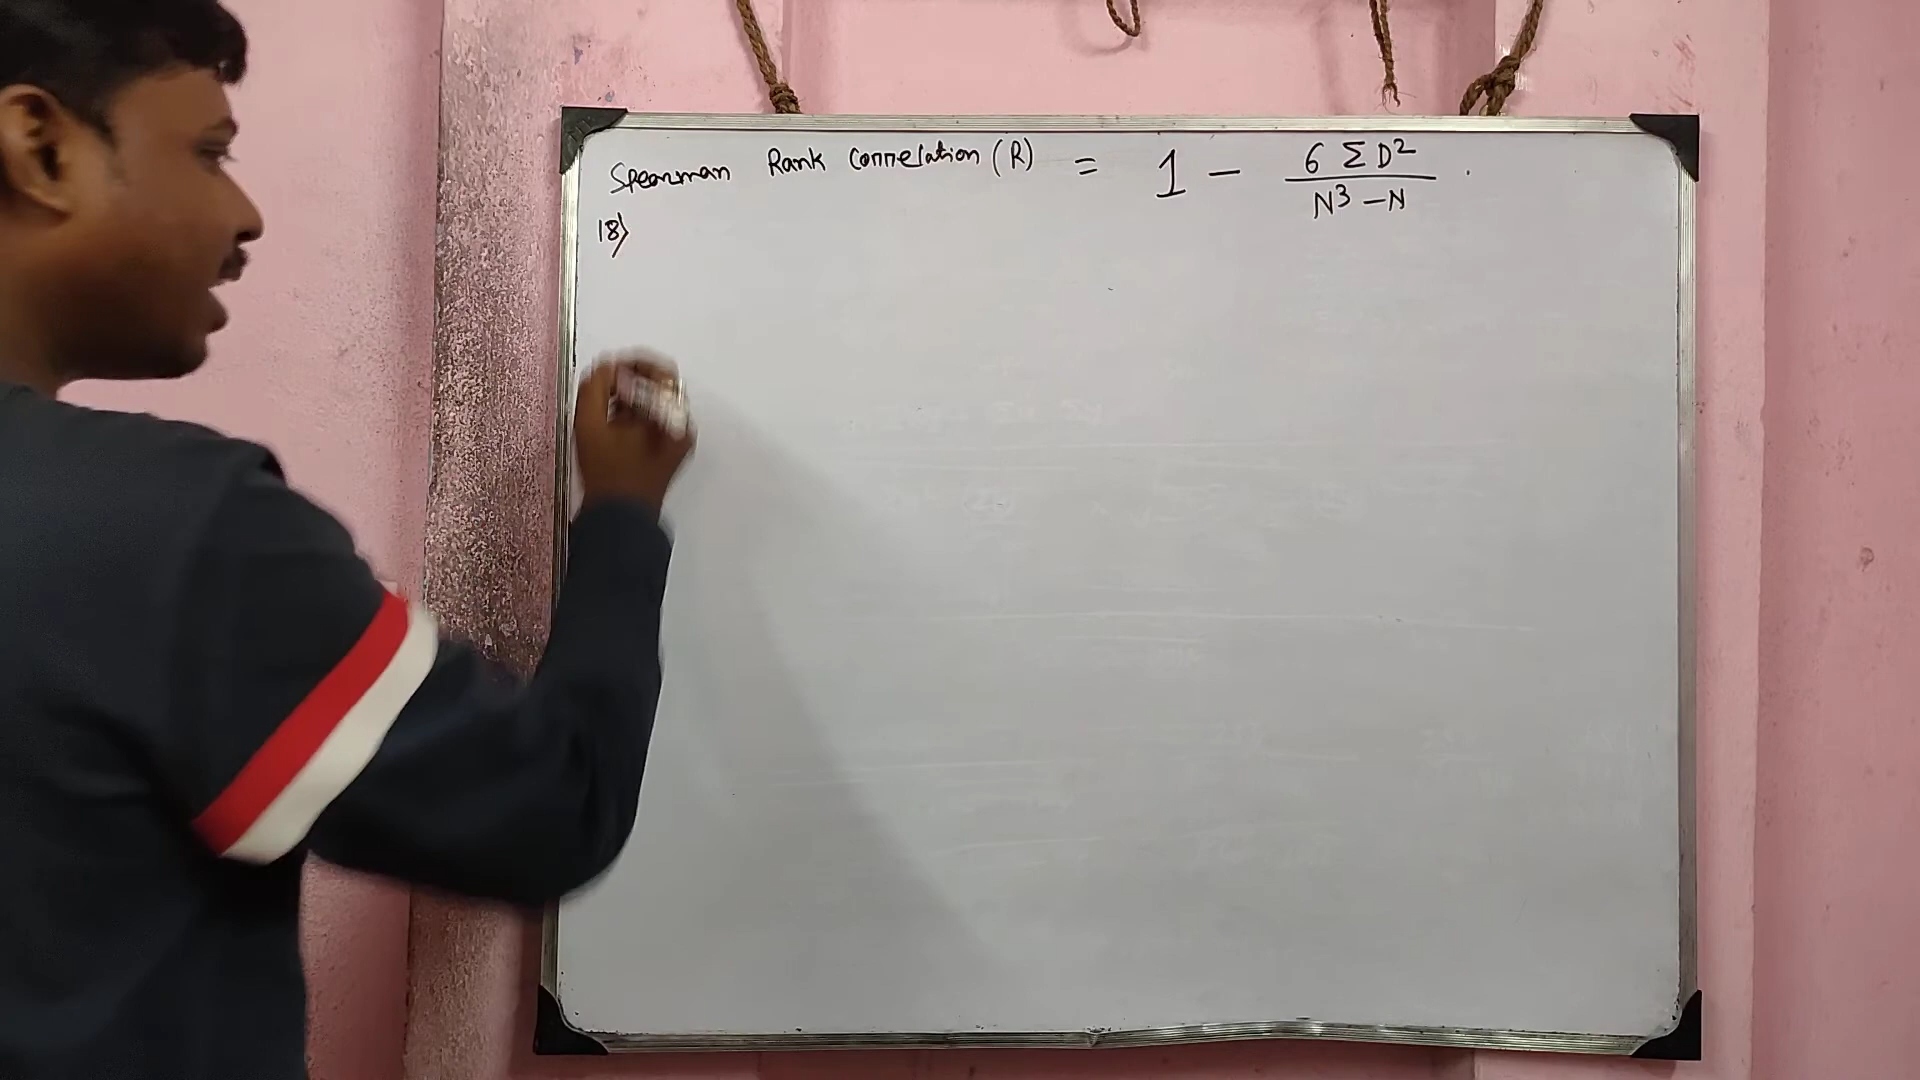 Spearman Rank Correlation (R) = 1 - 6 Σ D² / N³ - N
18)